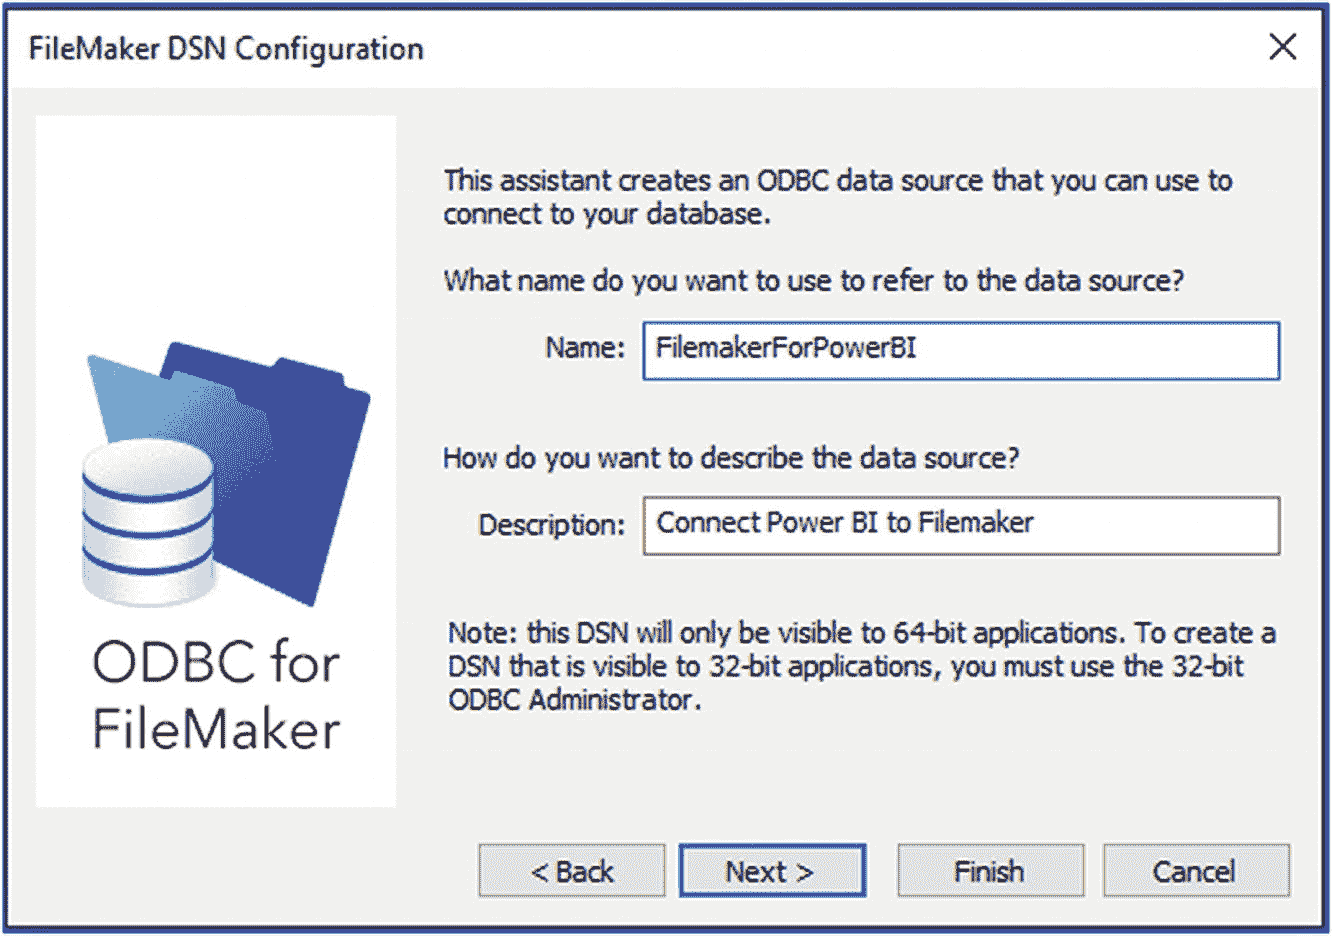 FileMaker DSN Configuration
This assistant creates an ODBC data source that you can use to
connect to your database.
What name do you want to use to refer to the data source?
Name: FilemakerForPowerBI
How do you want to describe the data source?
Description: Connect Power BI to Filemaker
Note: this DSN will only be visible to 64-bit applications. To create a
DSN that is visible to 32-bit applications, you must use the 32-bit
ODBC Administrator.
ODBC for
FileMaker
< Back Next > Finish Cancel